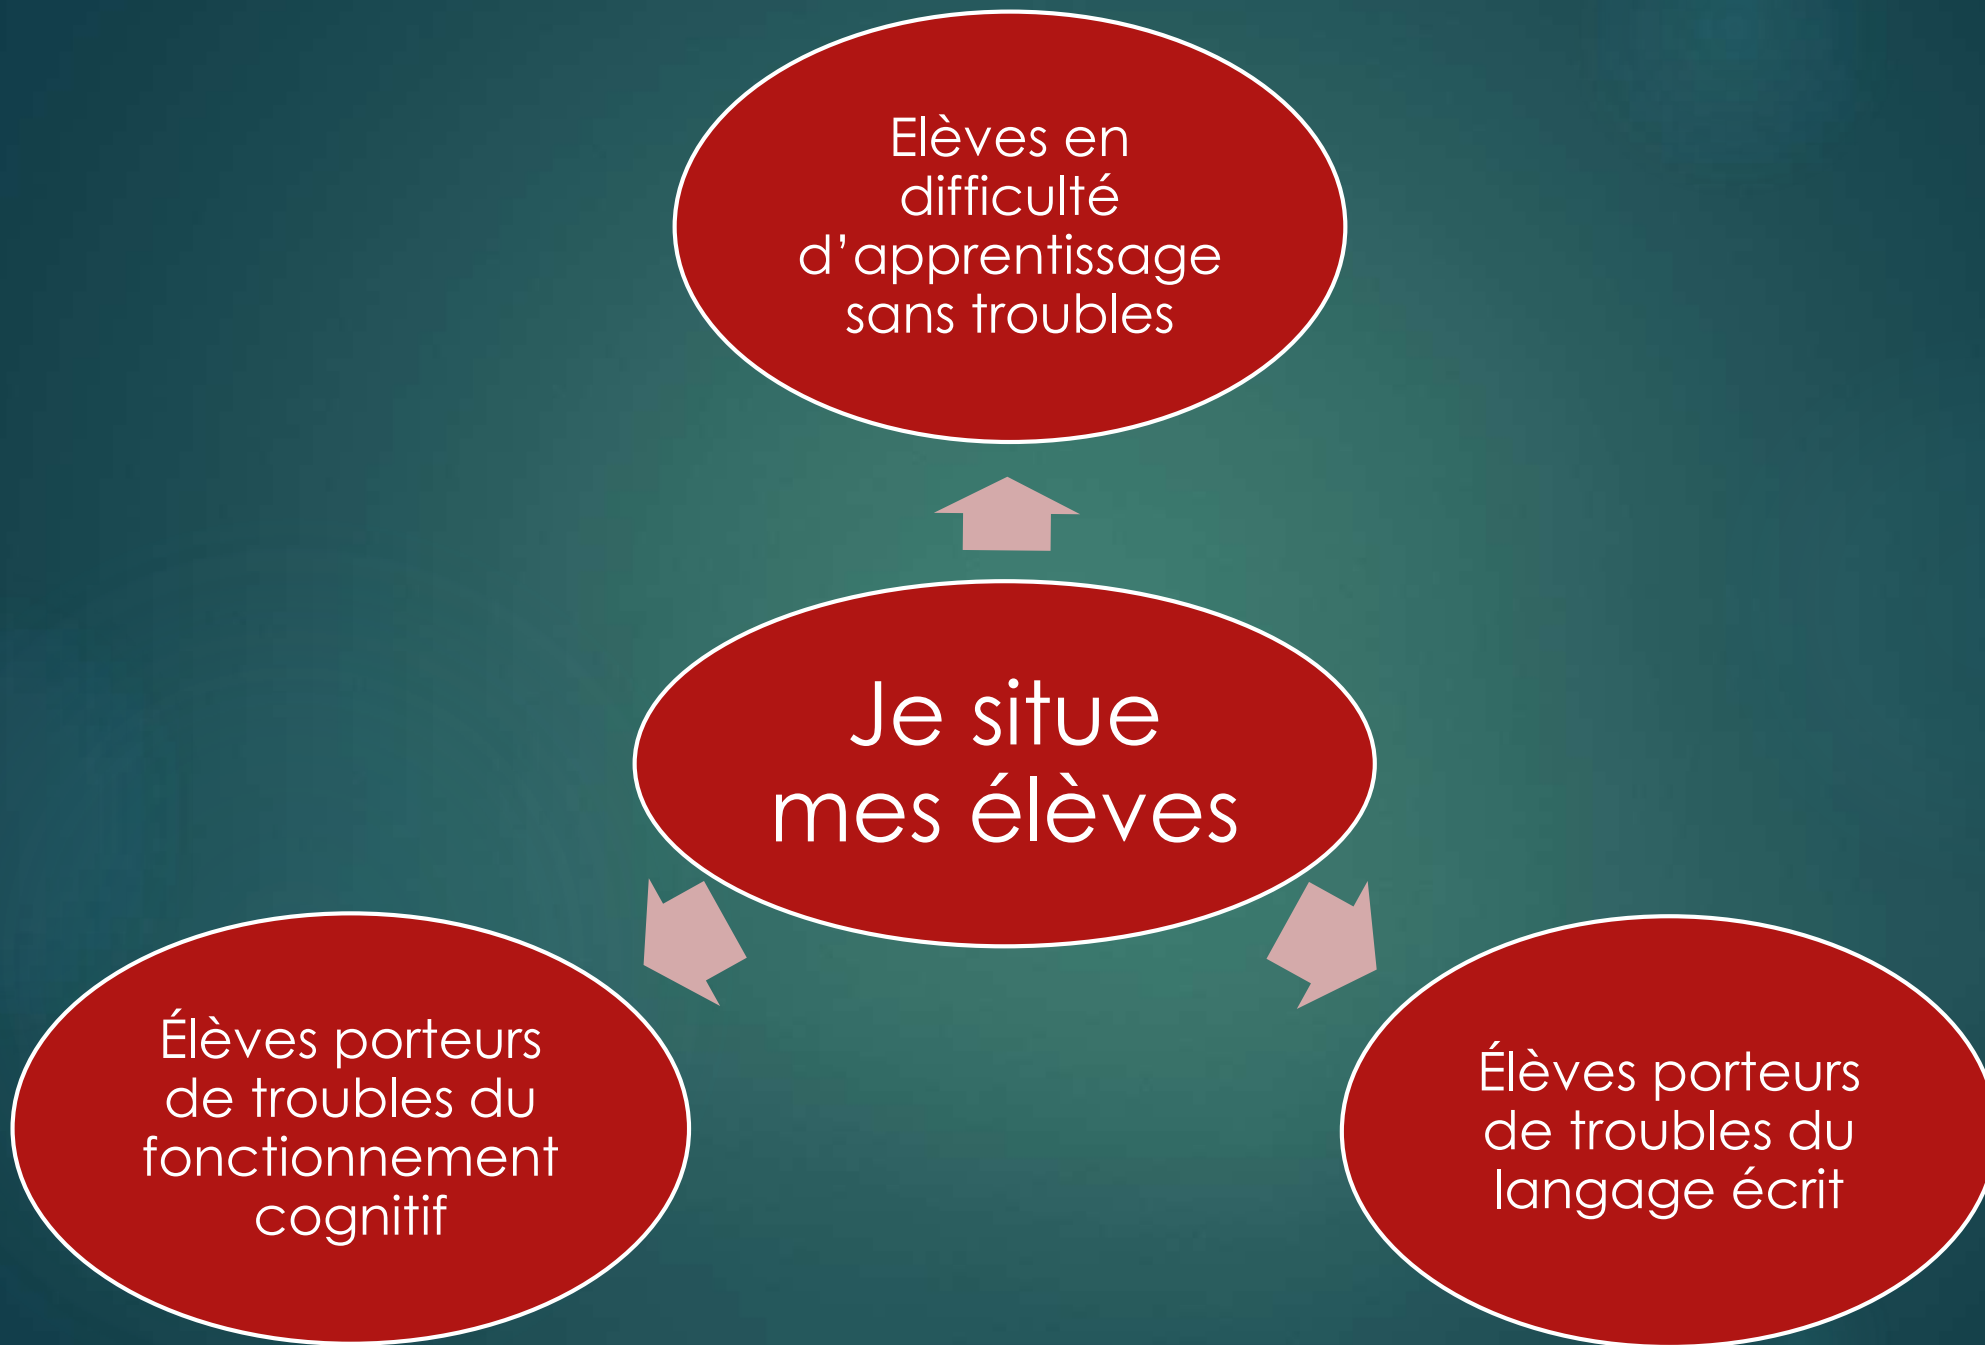 Elèves en
difficulté
d’apprentissage
sans troubles
Je situe
mes élèves
Élèves porteurs
de troubles du
fonctionnement
cognitif
Élèves porteurs
de troubles du
langage écrit